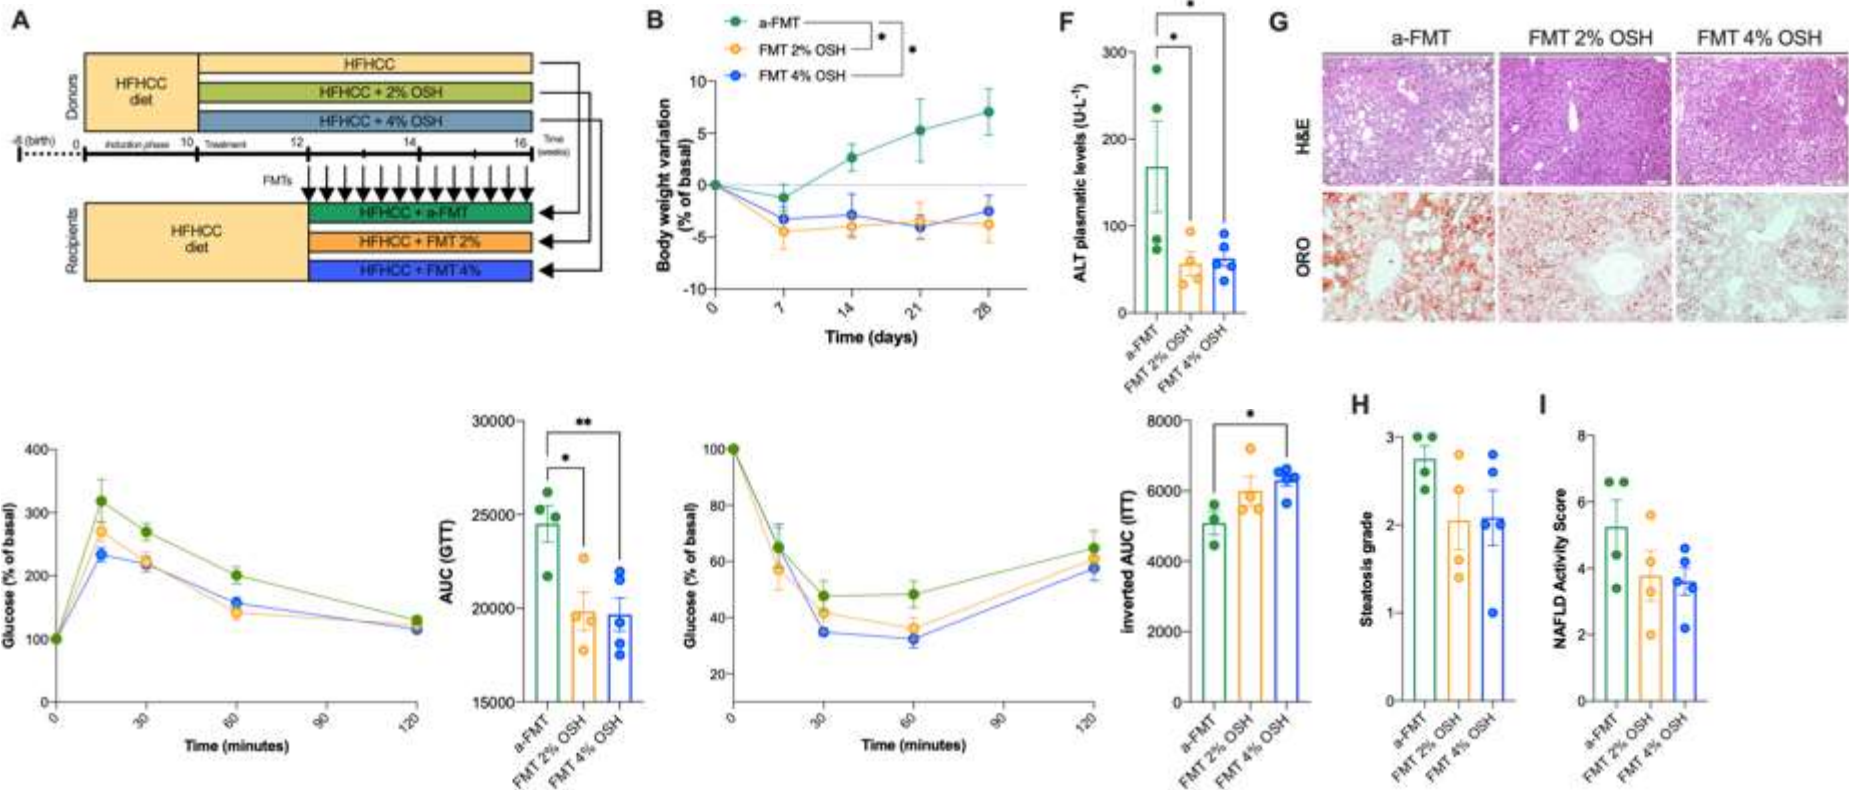 A
Donors
HFHCC
diet
HFHCC
HFHCC + 2% OSH
HFHCC + 4% OSH
-8 (birth) 0 Induction phase 10 Treatment 12 14 16 Time
(weeks)
FMTs
Recipients
HFHCC
diet
HFHCC + a-FMT
HFHCC + FMT 2%
HFHCC + FMT 4%
B
a-FMT
FMT 2% OSH
FMT 4% OSH
*
*
Body weight variation
(% of basal)
10
5
0
-5
-10
0 7 14 21 28
Time (days)
F
*
*
ALT plasmatic levels (U·L-1)
300
200
100
0
a-FMT
FMT 2% OSH
FMT 4% OSH
G
a-FMT FMT 2% OSH FMT 4% OSH
H&E
ORO
Glucose (% of basal)
400
300
200
100
0
0 30 60 90 120
Time (minutes)
AUC (GTT)
30000
25000
20000
15000
**
*
a-FMT
FMT 2% OSH
FMT 4% OSH
Glucose (% of basal)
100
80
60
40
20
0 30 60 90 120
Time (minutes)
inverted AUC (ITT)
8000
6000
4000
2000
0
*
a-FMT
FMT 2% OSH
FMT 4% OSH
H
Steatosis grade
3
2
1
0
a-FMT
FMT 2% OSH
FMT 4% OSH
I
NAFLD Activity Score
8
6
4
2
0
a-FMT
FMT 2% OSH
FMT 4% OSH